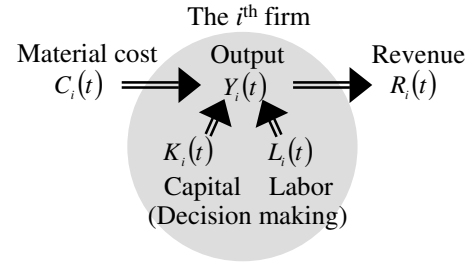 The iᵗʰ firm
Material cost Output Revenue
Cᵢ(t) Yᵢ(t) Rᵢ(t)
Kᵢ(t) Lᵢ(t)
Capital Labor
(Decision making)